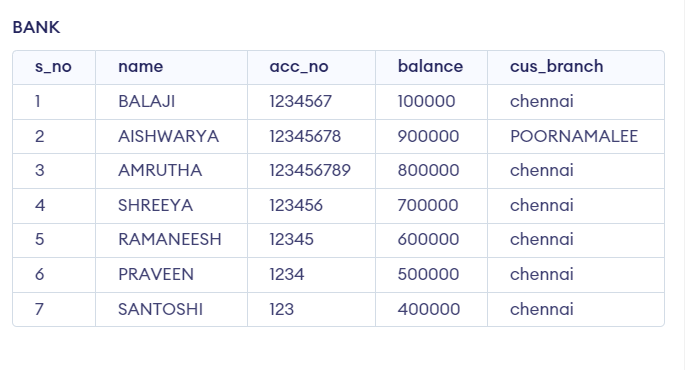 BANK
s_no name acc_no balance cus_branch
1 BALAJI 1234567 100000 chennai
2 AISHWARYA 12345678 900000 POORNAMALEE
3 AMRUTHA 123456789 800000 chennai
4 SHREEYA 123456 700000 chennai
5 RAMANEESH 12345 600000 chennai
6 PRAVEEN 1234 500000 chennai
7 SANTOSHI 123 400000 chennai